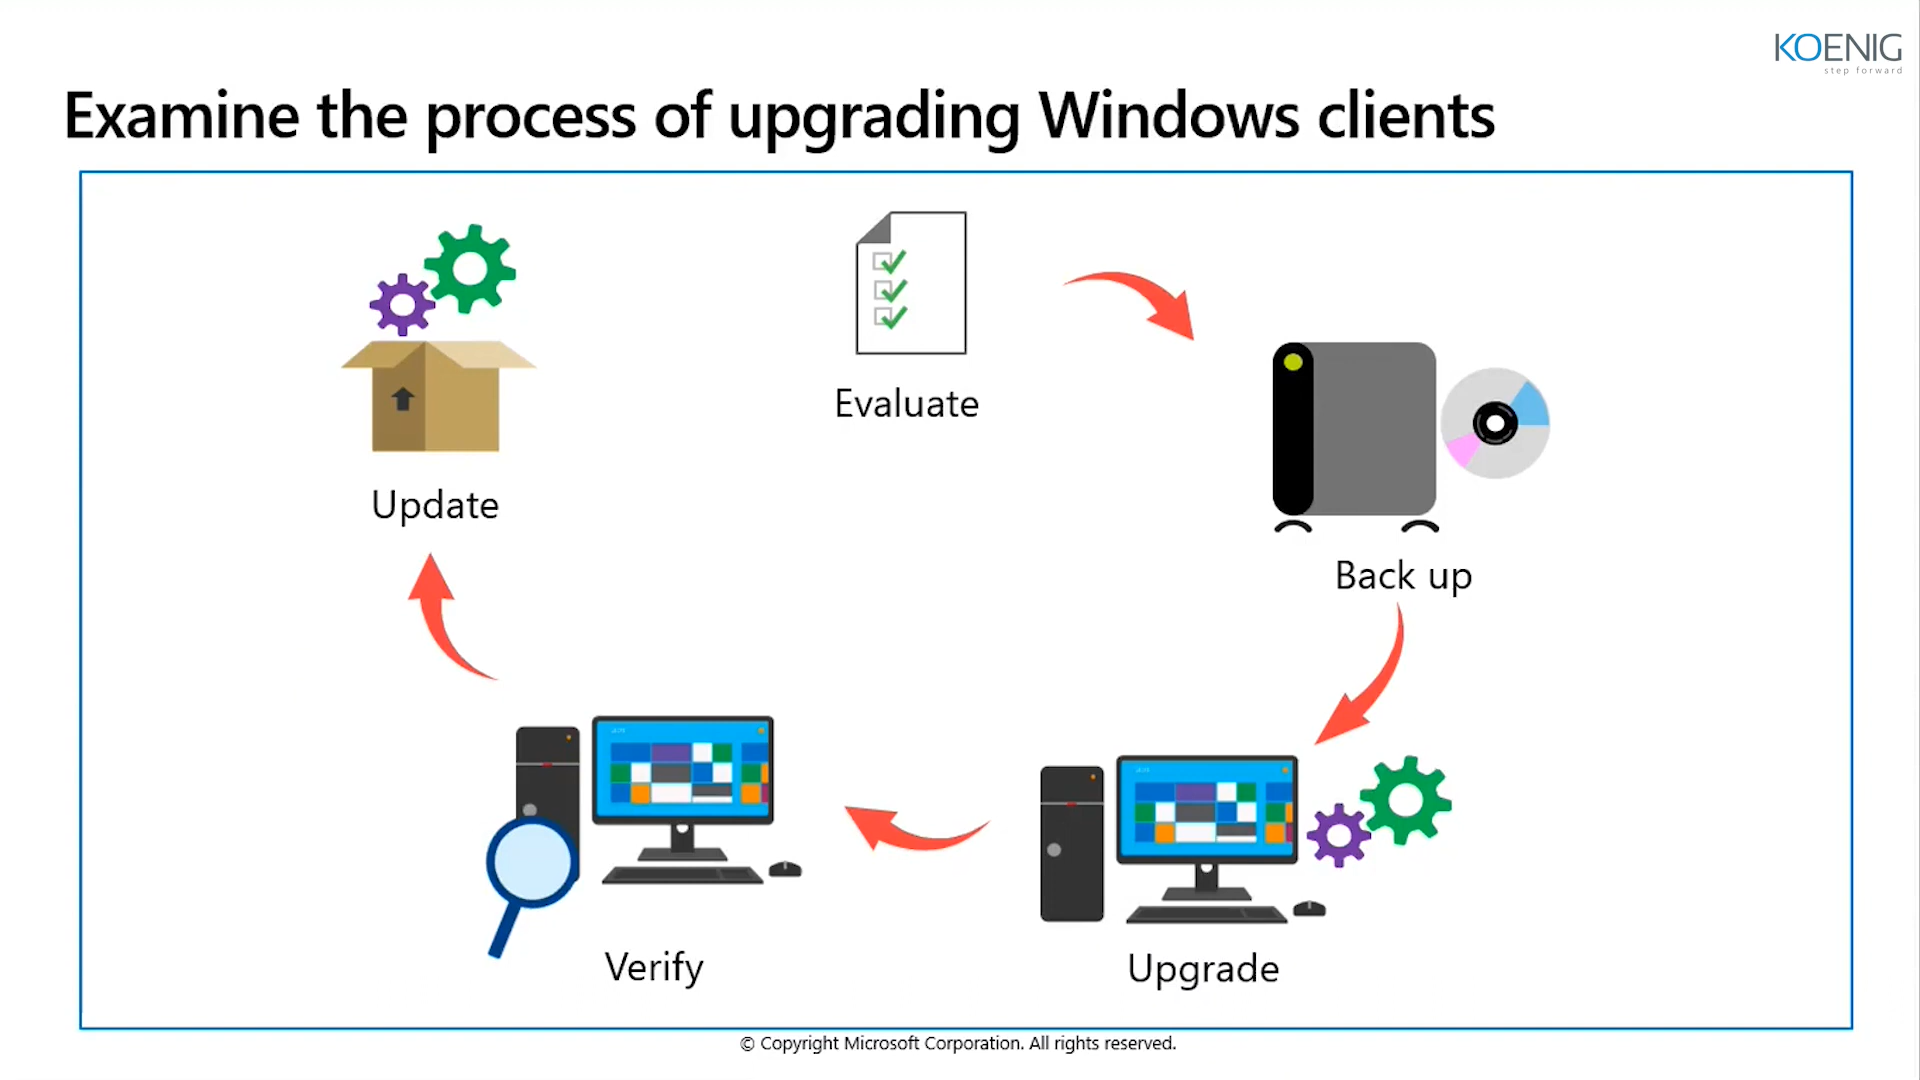 KOENIG
step forward
Examine the process of upgrading Windows clients
Evaluate
Back up
Upgrade
Verify
Update
© Copyright Microsoft Corporation. All rights reserved.